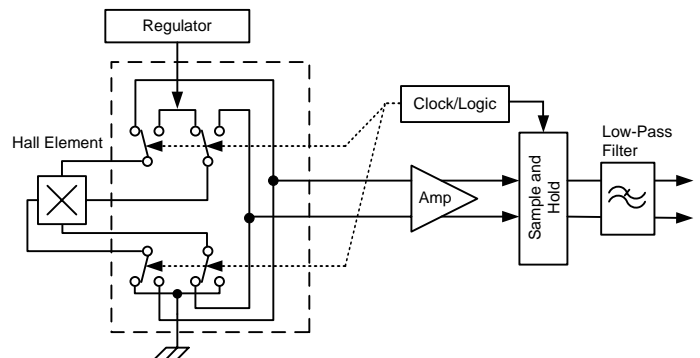 Regulator
Clock/Logic
Hall Element
Low-Pass
Filter
Amp
Sample and
Hold